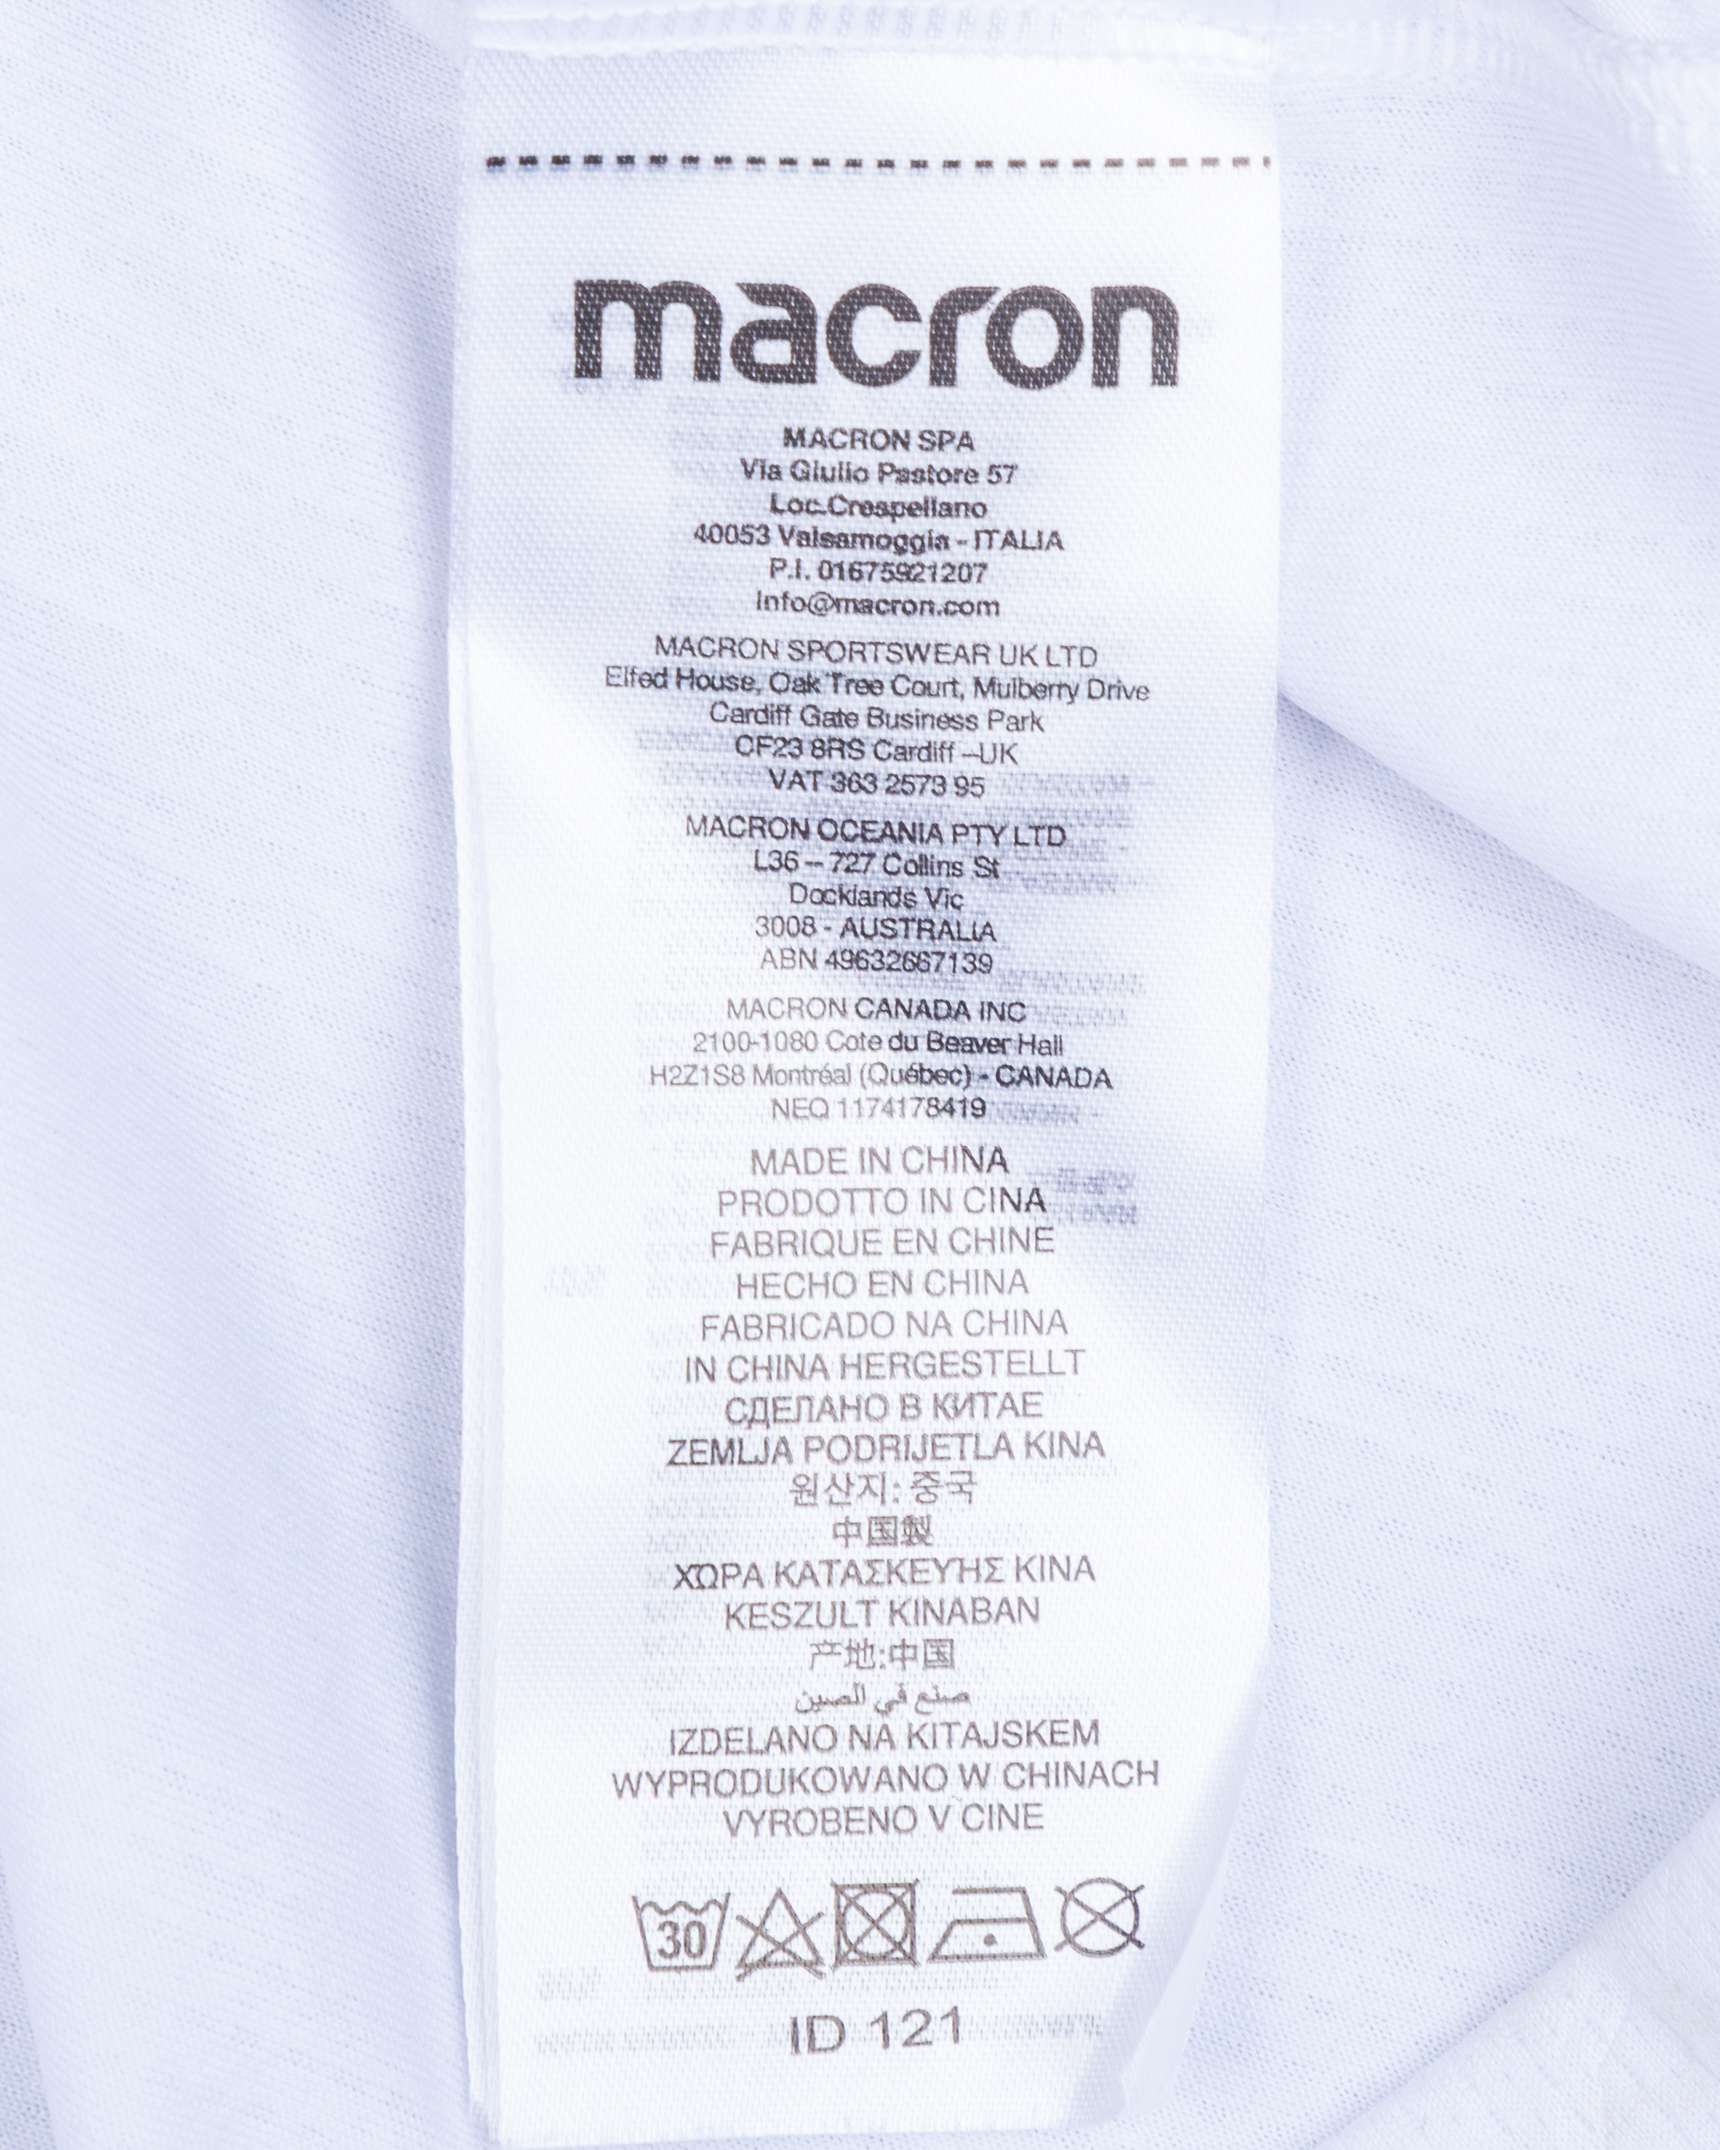 macron
MACRON SPA
Via Giulio Pastore 57
Loc.Crespellano
40053 Valsamoggia - ITALIA
P.I. 01675921207
info@macron.com
MACRON SPORTSWEAR UK LTD
Elfed House, Oak Tree Court, Mulberry Drive
Cardiff Gate Business Park
CF23 8RS Cardiff –UK
VAT 363 2573 95
MACRON OCEANIA PTY LTD
L36 – 727 Collins St
Docklands Vic
3008 - AUSTRALIA
ABN 49632667139
MACRON CANADA INC
2100-1080 Cote du Beaver Hall
H2Z1S8 Montréal (Québec) - CANADA
NEQ 1174178419
MADE IN CHINA
PRODOTTO IN CINA
FABRIQUE EN CHINE
HECHO EN CHINA
FABRICADO NA CHINA
IN CHINA HERGESTELLT
СДЕЛАНО В КИТАЕ
ZEMLJA PODRIJETLA KINA
원산지: 중국
中国製
ΧΏΡΑ ΚΑΤΑΣΚΕΥΉΣ ΚΙΝΑ
KESZULT KINABAN
产地:中国
صنع في الصين
IZDELANO NA KITAJSKEM
WYPRODUKOWANO W CHINACH
VYROBENO V CINE
30
ID 121